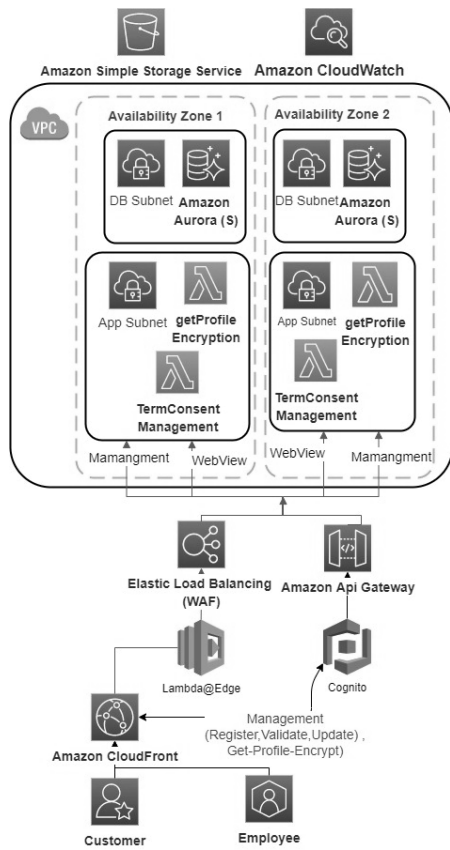 Amazon Simple Storage Service
Amazon CloudWatch
VPC
Availability Zone 1
Availability Zone 2
DB Subnet
Amazon
Aurora (S)
DB Subnet
Amazon
Aurora (S)
App Subnet
getProfile
Encryption
App Subnet
getProfile
Encryption
TermConsent
Management
TermConsent
Management
Mamangment
WebView
WebView
Mamangment
Elastic Load Balancing
(WAF)
Amazon Api Gateway
Lambda@Edge
Cognito
Management
(Register,Validate,Update) ,
Get-Profile-Encrypt)
Amazon CloudFront
Customer
Employee